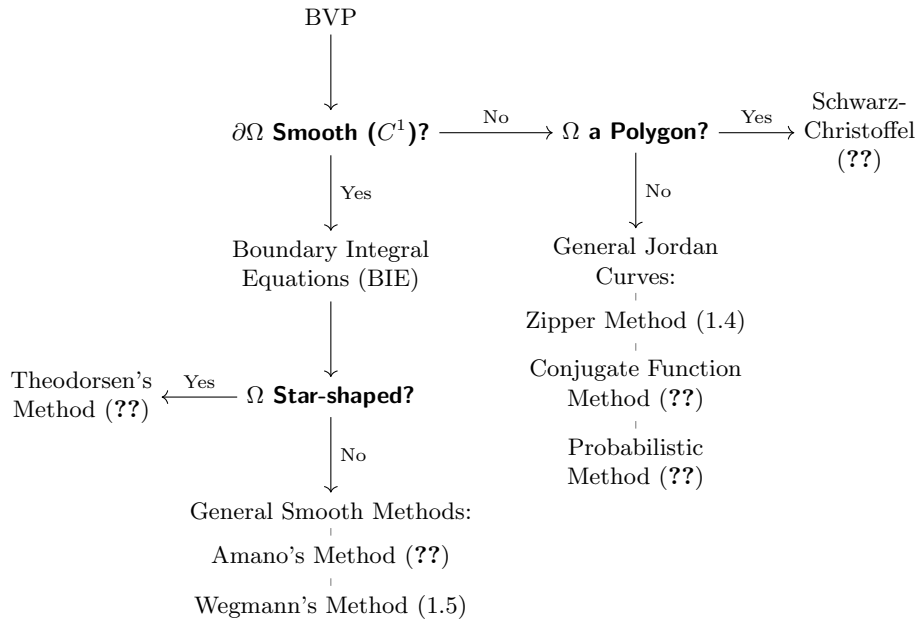 BVP
∂Ω Smooth (C¹)?
No
Ω a Polygon?
Yes
Schwarz-
Christoffel
(??)
Yes
No
Boundary Integral
Equations (BIE)
General Jordan
Curves:
Zipper Method (1.4)
Conjugate Function
Method (??)
Probabilistic
Method (??)
Theodorsen's
Method (??)
Yes
Ω Star-shaped?
No
General Smooth Methods:
Amano's Method (??)
Wegmann's Method (1.5)